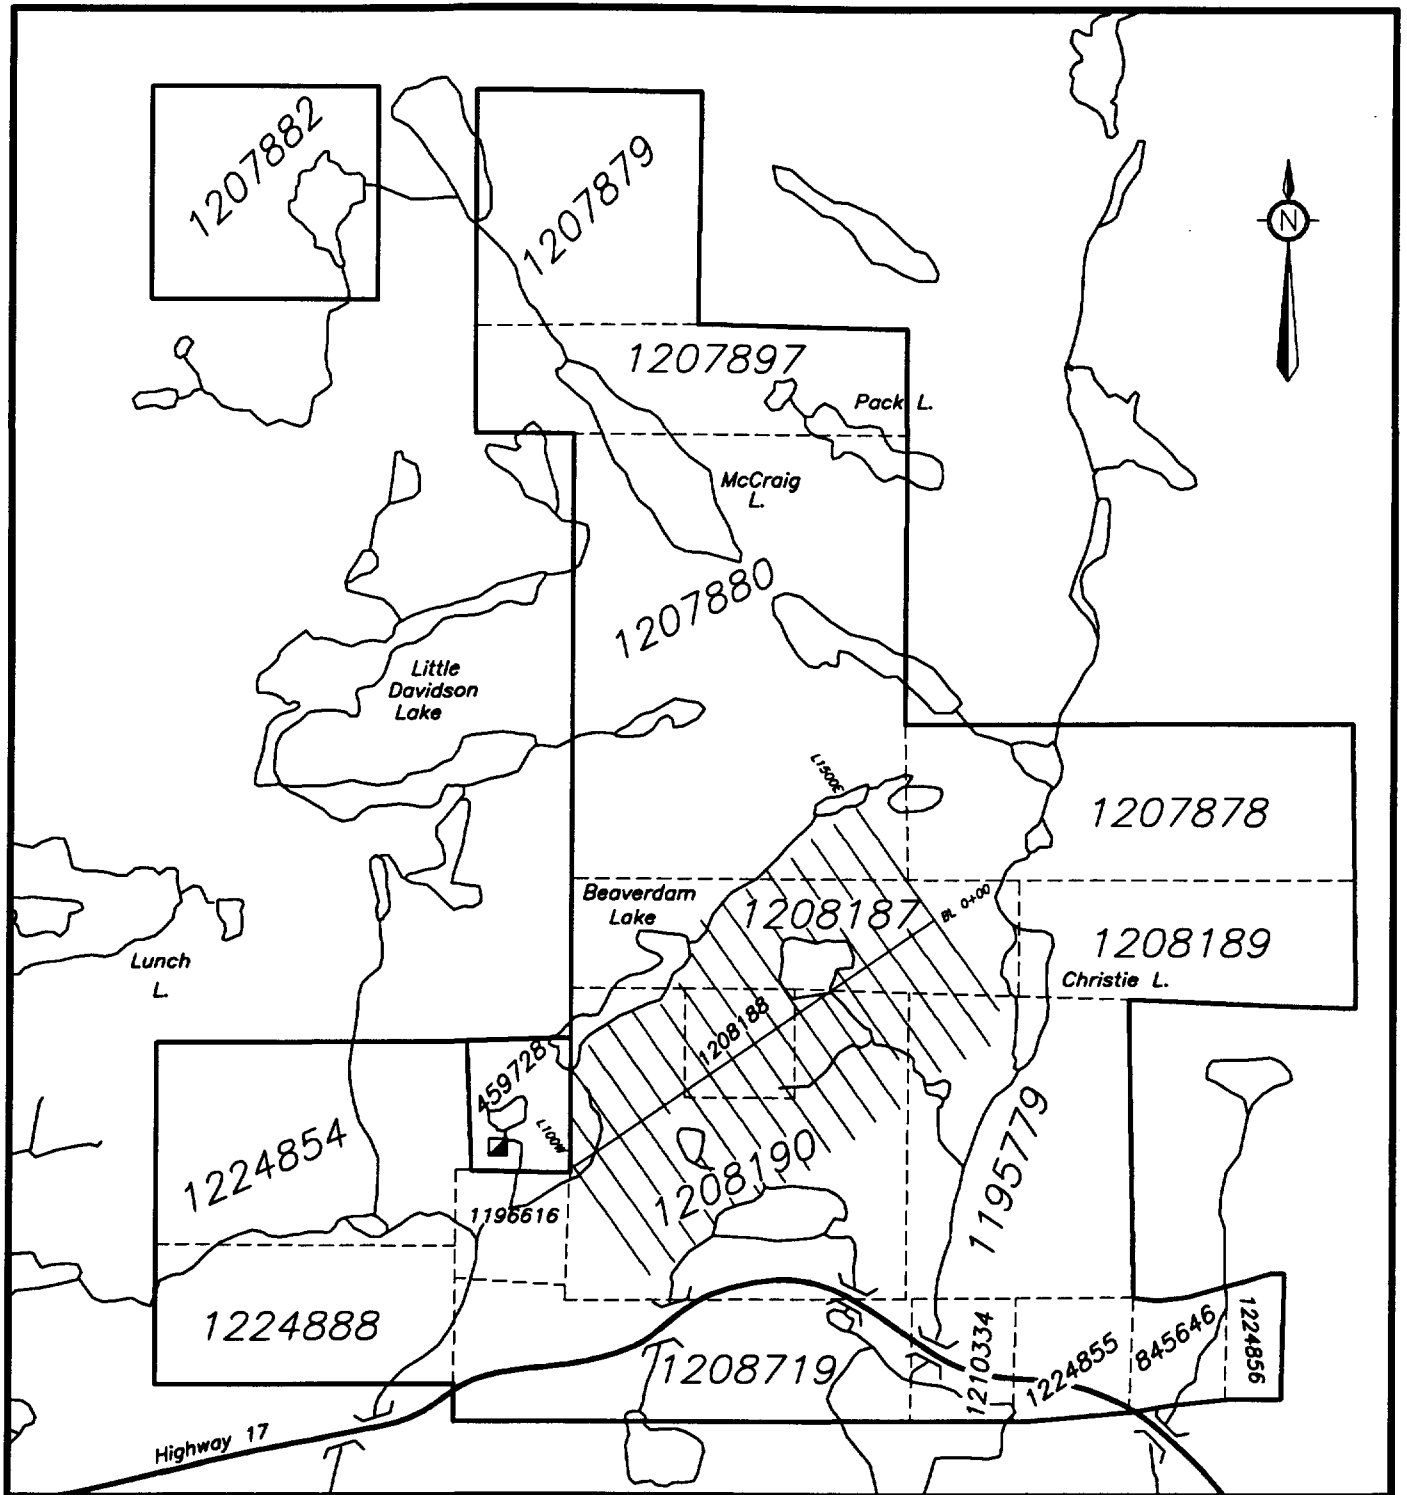 1207882
1207879
N
1207897
Pack L.
McCraig
L.
1207880
Little
Davidson
Lake
L1500E
1207878
Beaverdam
Lake
1208187
BL 0+00
1208189
Lunch
L.
Christie L.
1208188
459728
L100W
1224854
1208190
1195779
1196616
1224888
1208719
1210334
1224855
845646
1224856
Highway 17